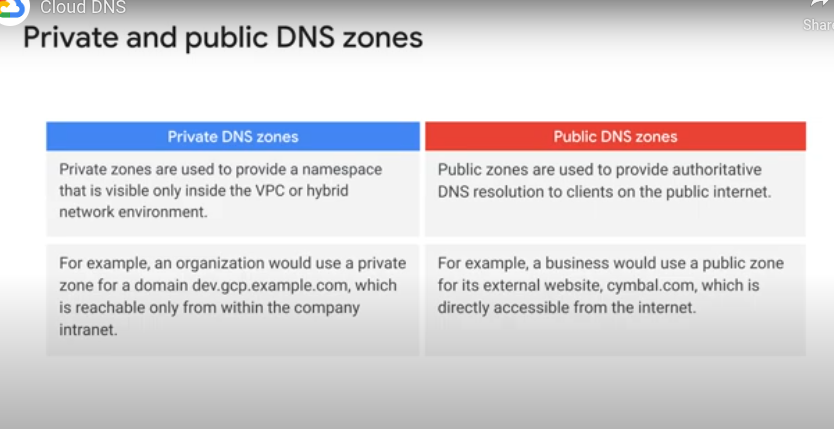 Cloud DNS
Private and public DNS zones
Private DNS zones
Private zones are used to provide a namespace
that is visible only inside the VPC or hybrid
network environment.
For example, an organization would use a private
zone for a domain dev.gcp.example.com, which
is reachable only from within the company
intranet.
Public DNS zones
Public zones are used to provide authoritative
DNS resolution to clients on the public internet.
For example, a business would use a public zone
for its external website, cymbal.com, which is
directly accessible from the internet.